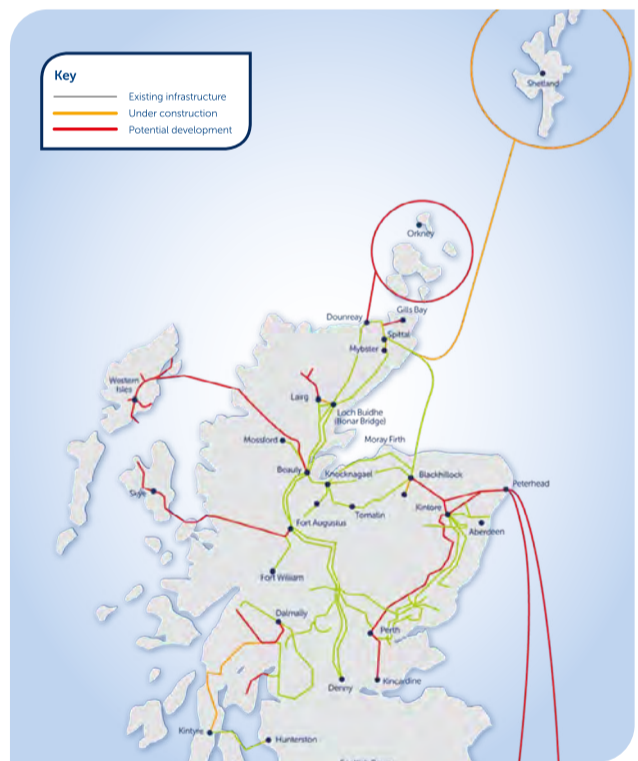 Key
Existing infrastructure
Under construction
Potential development
Shetland
Orkney
Gills Bay
Dounreay
Spittal
Mybster
Western
Isles
Lairg
Loch Buidhe
(Bonar Bridge)
Mossford
Moray Firth
Beauly
Knocknagael
Blackhillock
Peterhead
Skye
Tomatin
Kintore
Fort Augustus
Aberdeen
Fort William
Dalmally
Perth
Denny
Kincardine
Kintyre
Hunterston